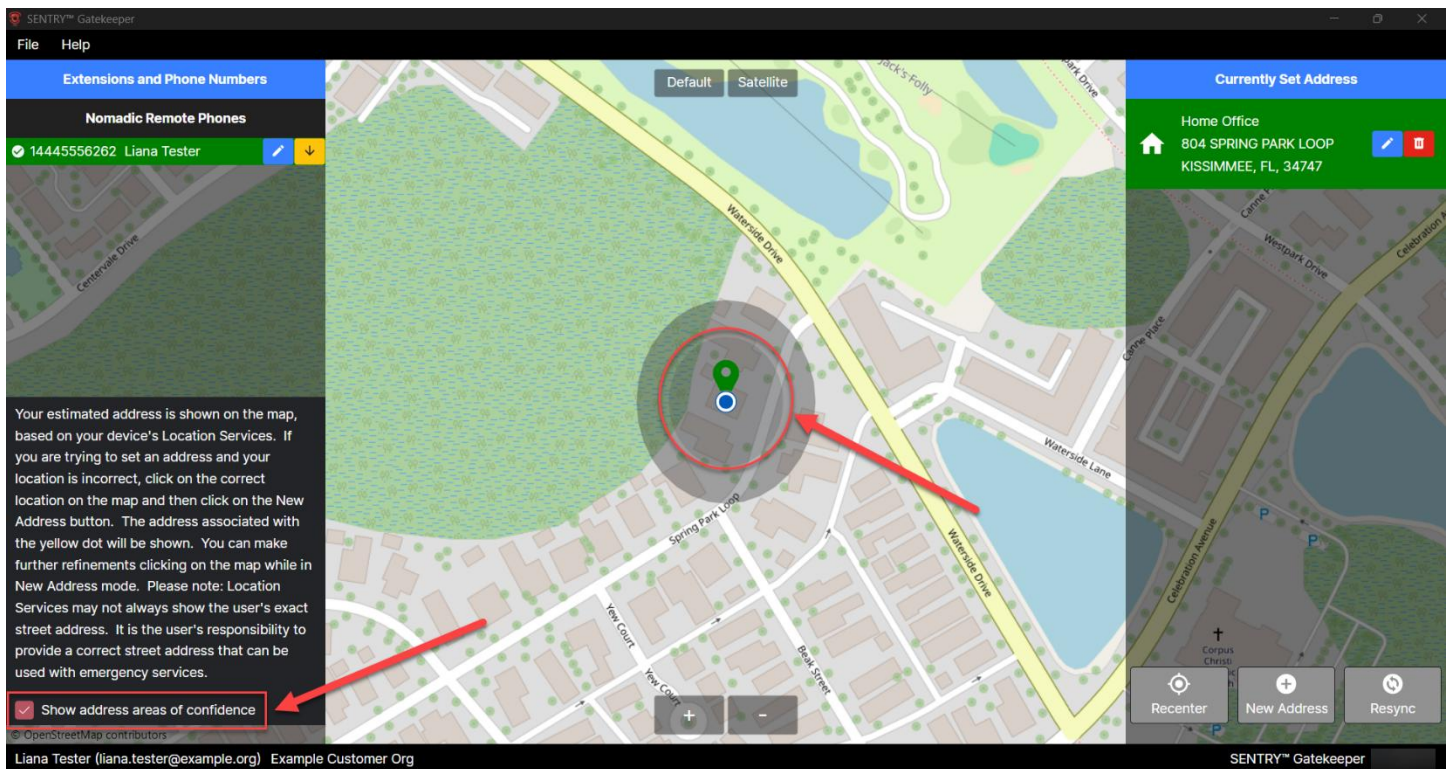 SENTRY™ Gatekeeper
File Help
Extensions and Phone Numbers
Nomadic Remote Phones
14445556262 Liana Tester
Centervale Drive
Your estimated address is shown on the map,
based on your device's Location Services. If
you are trying to set an address and your
location is incorrect, click on the correct
location on the map and then click on the New
Address button. The address associated with
the yellow dot will be shown. You can make
further refinements clicking on the map while in
New Address mode. Please note: Location
Services may not always show the user's exact
street address. It is the user's responsibility to
provide a correct street address that can be
used with emergency services.
Show address areas of confidence
© OpenStreetMap contributors
Default Satellite
Jack's Folly
Park Drive
Waterside Drive
Spring Park Loop
Waterside Lane
Waterside Drive
Yew Court
Yew Court
Beak Street
+ -
Currently Set Address
Home Office
804 SPRING PARK LOOP
KISSIMMEE, FL, 34747
Canne Place
Westpark Drive
Celebration
Canne Place
Celebration Avenue
P
P
Corpus
Christi
P
Recenter New Address Resync
Liana Tester (liana.tester@example.org) Example Customer Org
SENTRY™ Gatekeeper